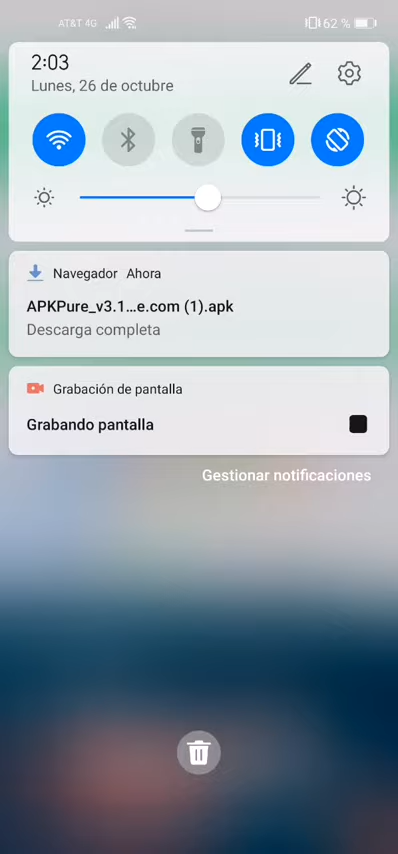 AT&T 4G 62 %
2:03
Lunes, 26 de octubre
Navegador Ahora
APKPure_v3.1...e.com (1).apk
Descarga completa
Grabación de pantalla
Grabando pantalla
Gestionar notificaciones